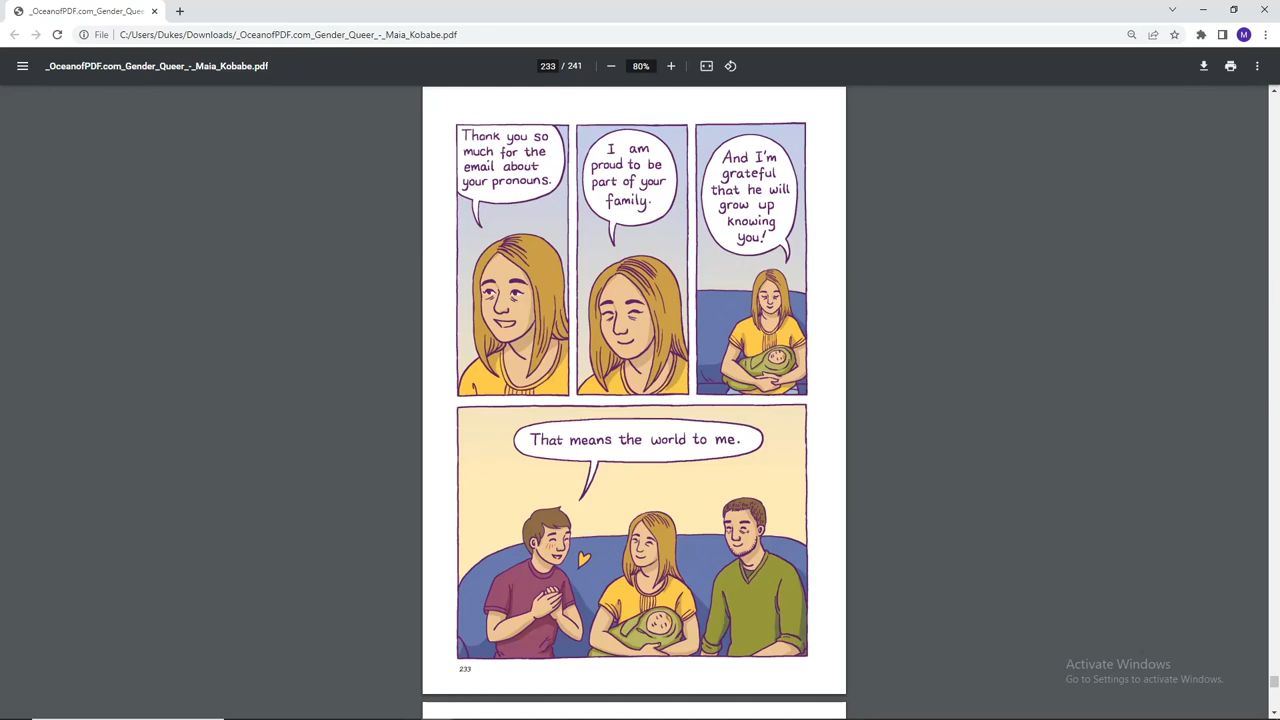 _OceanofPDF.com_Gender_Quee
File
C:/Users/Dukes/Downloads/_OceanofPDF.com_Gender_Queer_-_Maia_Kobabe.pdf
M
_OceanofPDF.com_Gender_Queer_-_Maia_Kobabe.pdf
233 / 241
80%
Thank you so
much for the
email about
your pronouns.
I am
proud to be
part of your
family.
And I'm
grateful
that he will
grow up
knowing
you!
That means the world to me.
233
Activate Windows
Go to Settings to activate Windows.